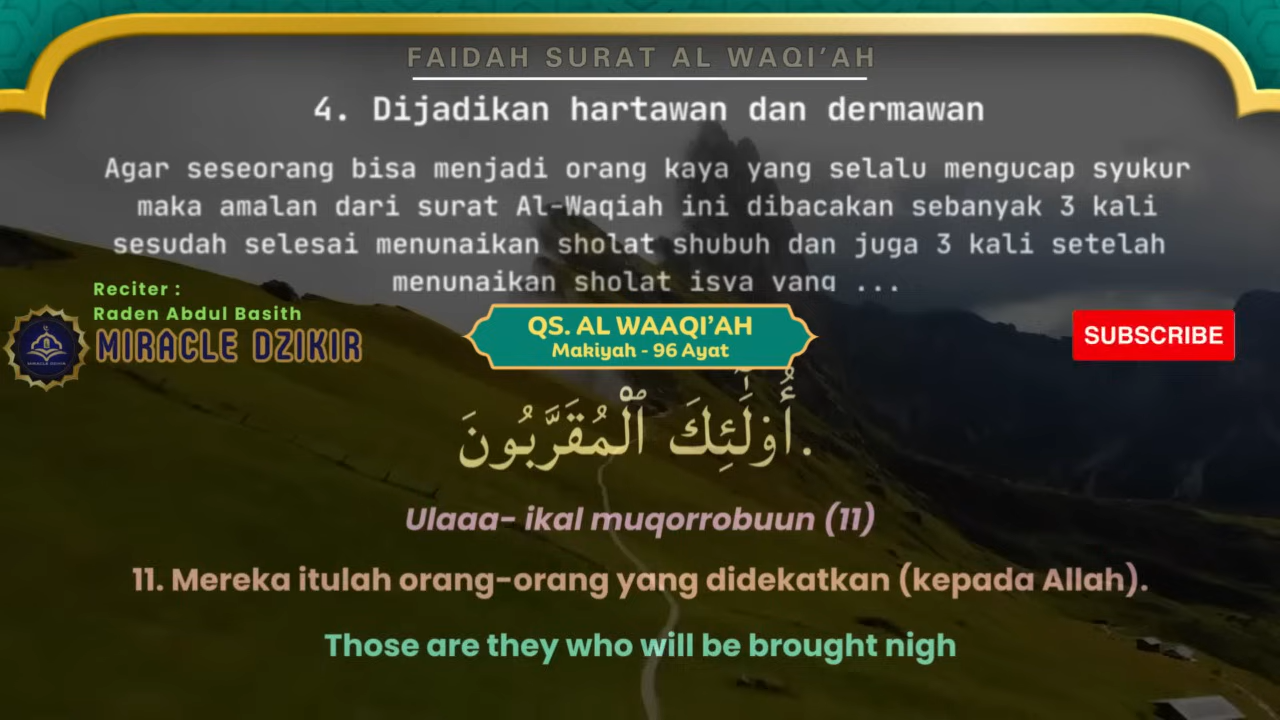 FAIDAH SURAT AL WAQI'AH
4. Dijadikan hartawan dan dermawan
Agar seseorang bisa menjadi orang kaya yang selalu mengucap syukur
maka amalan dari surat Al-Waqiah ini dibacakan sebanyak 3 kali
sesudah selesai menunaikan sholat shubuh dan juga 3 kali setelah
menunaikan sholat isya yang ...
Reciter :
Raden Abdul Basith
MIRACLE DZIKIR
QS. AL WAAQI'AH
Makiyah - 96 Ayat
SUBSCRIBE
أُو۟لَٰٓئِكَ ٱلْمُقَرَّبُونَ.
Ulaaa- ikal muqorrobuun (11)
11. Mereka itulah orang-orang yang didekatkan (kepada Allah).
Those are they who will be brought nigh